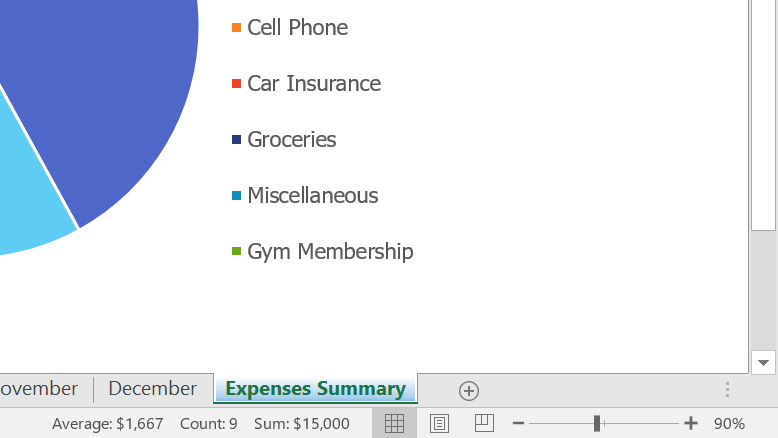 Cell Phone
Car Insurance
Groceries
Miscellaneous
Gym Membership
ovember December Expenses Summary
Average: $1,667 Count: 9 Sum: $15,000 90%